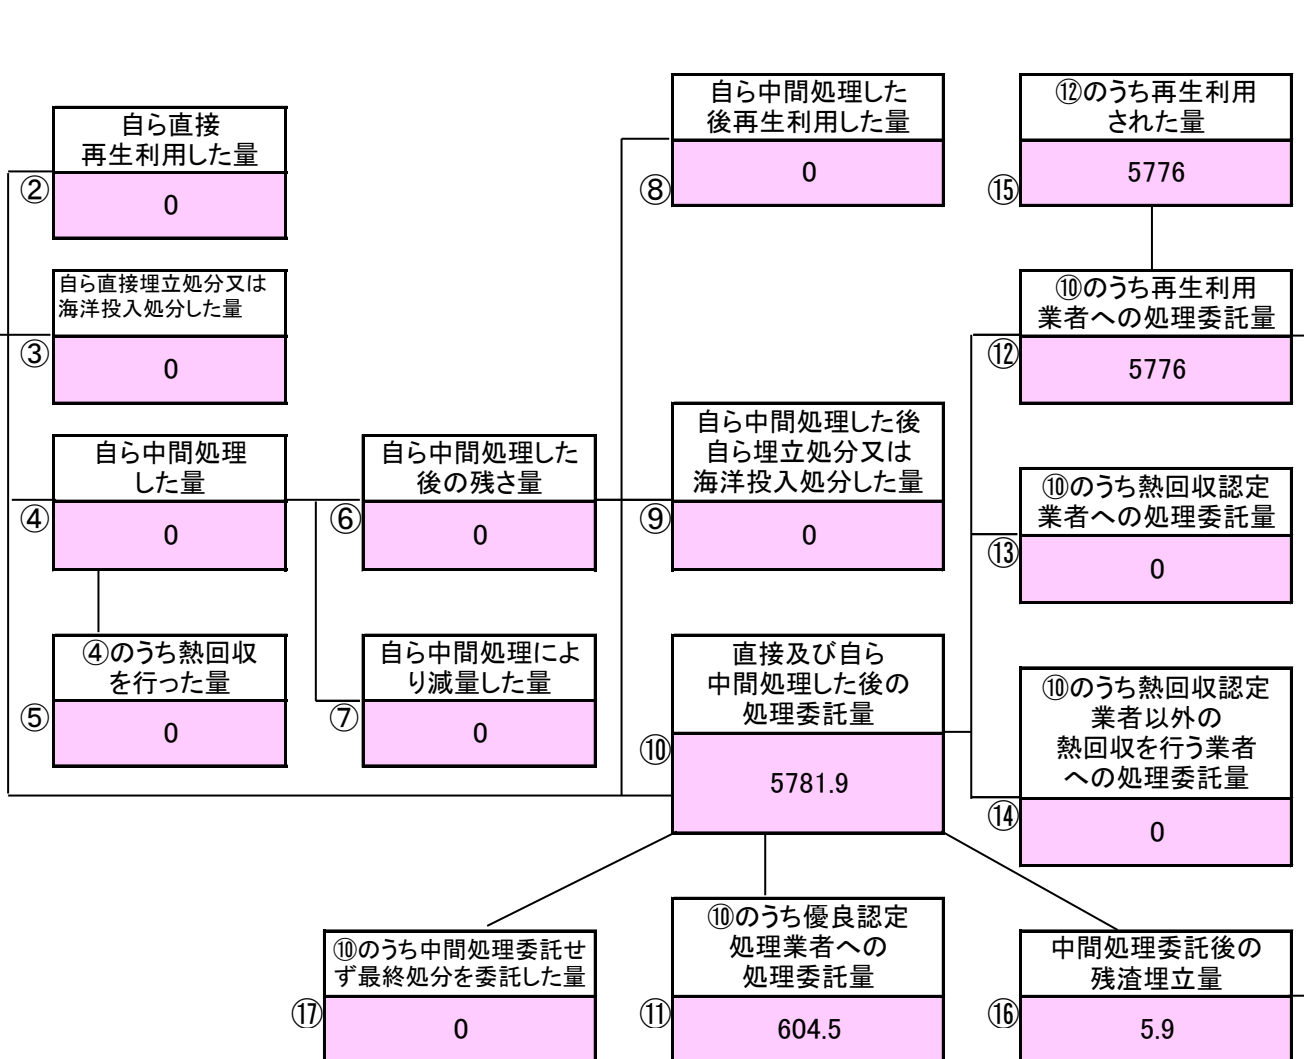 自ら直接
再生利用した量
②
0
自ら直接埋立処分又は
海洋投入処分した量
③
0
自ら中間処理
した量
④
0
④のうち熱回収
を行った量
⑤
0
自ら中間処理した
後の残さ量
⑥
0
自ら中間処理によ
り減量した量
⑦
0
自ら中間処理した
後再生利用した量
⑧
0
自ら中間処理した後
自ら埋立処分又は
海洋投入処分した量
⑨
0
直接及び自ら
中間処理した後の
処理委託量
⑩
5781.9
⑫のうち再生利用
された量
⑮
5776
⑩のうち再生利用
業者への処理委託量
⑫
5776
⑩のうち熱回収認定
業者への処理委託量
⑬
0
⑩のうち熱回収認定
業者以外の
熱回収を行う業者
への処理委託量
⑭
0
⑩のうち中間処理委託せ
ず最終処分を委託した量
⑰
0
⑩のうち優良認定
処理業者への
処理委託量
⑪
604.5
中間処理委託後の
残渣埋立量
⑯
5.9